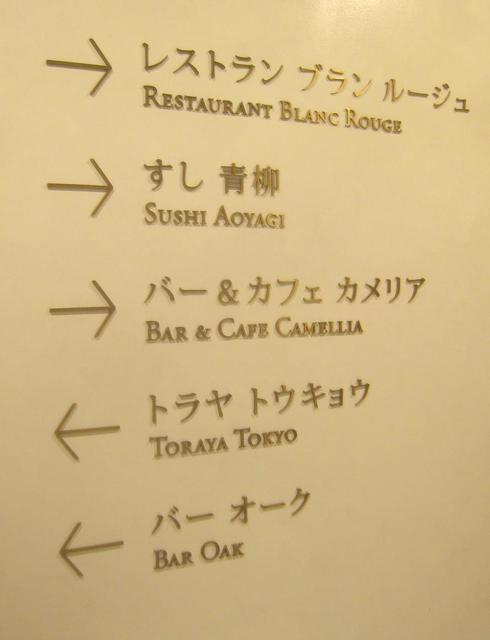 レストラン ブラン ルージュ
RESTAURANT BLANC ROUGE
すし 青柳
SUSHI AOYAGI
バー & カフェ カメリア
BAR & CAFE CAMELLIA
トラヤ トウキョウ
TORAYA TOKYO
バー オーク
BAR OAK